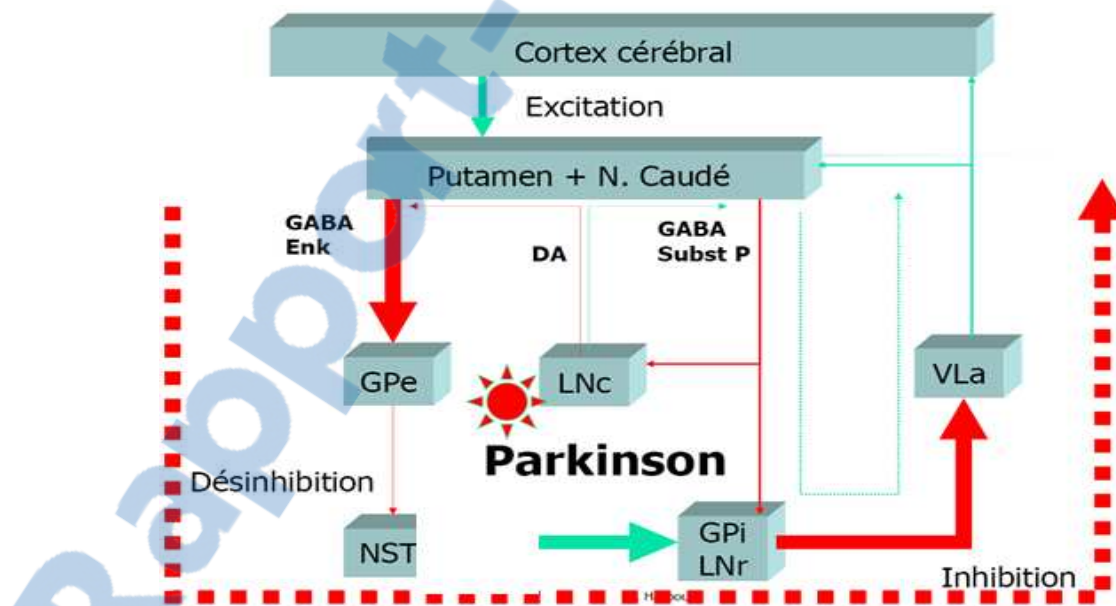 Cortex cérébral
Excitation
Putamen + N. Caudé
GABA
Enk
DA
GABA
Subst P
GPe
LNc
VLa
Parkinson
Désinhibition
NST
GPi
LNr
Inhibition
Rapport.